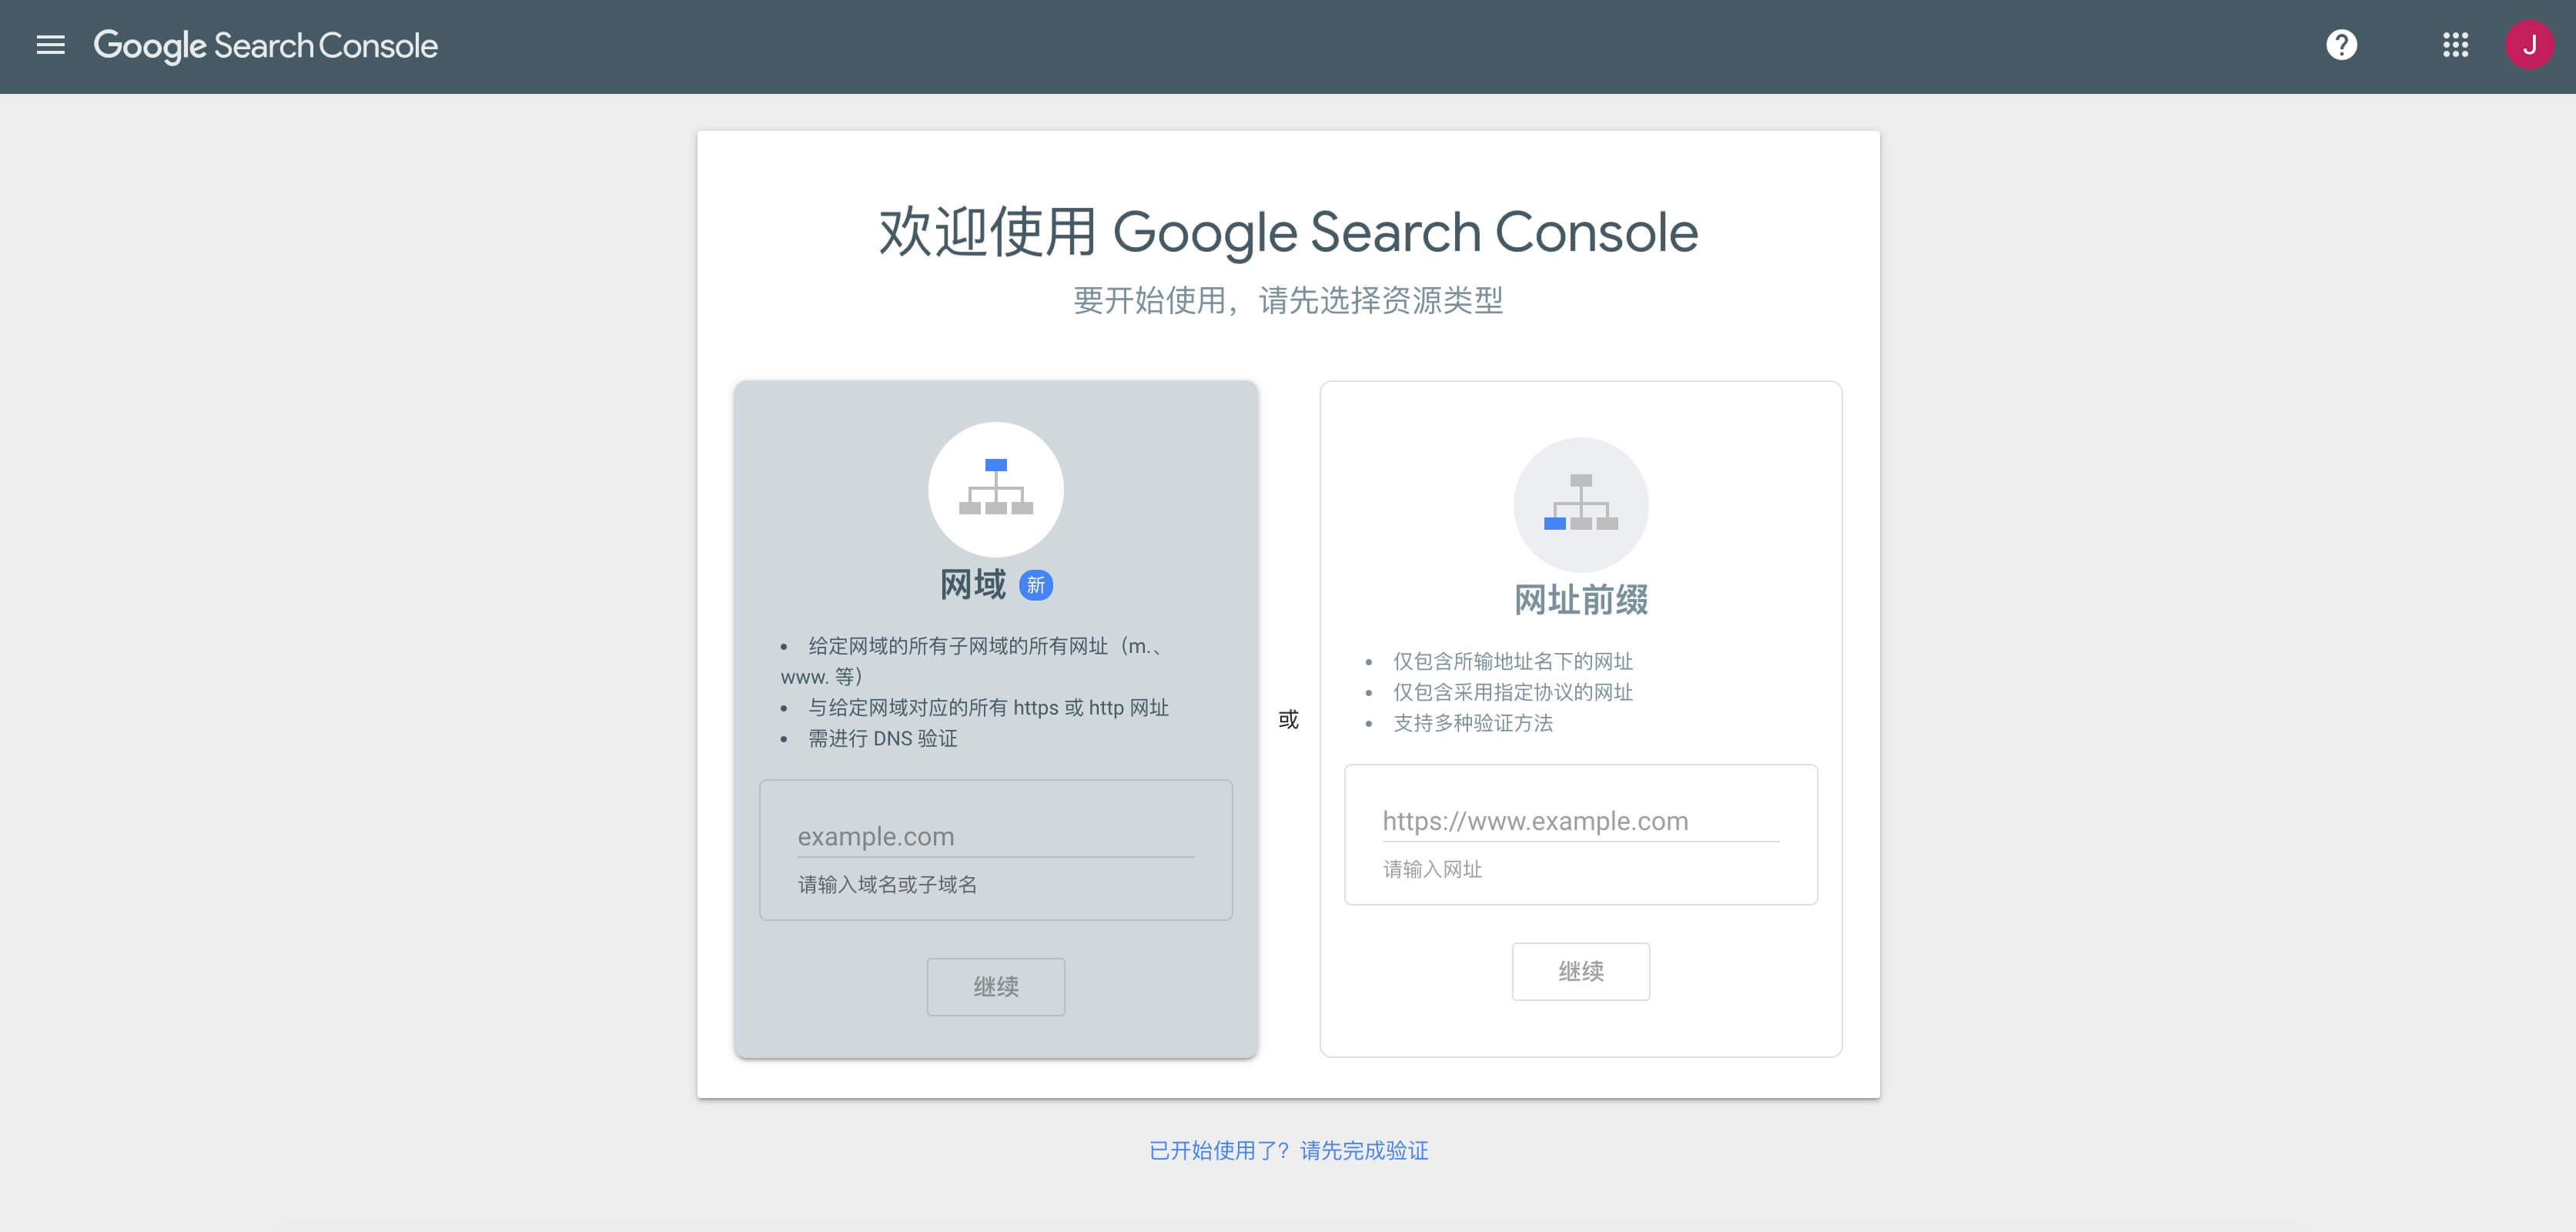 Google Search Console
J
欢迎使用 Google Search Console
要开始使用，请先选择资源类型
网域 新
• 给定网域的所有子网域的所有网址（m.、
www. 等）
• 与给定网域对应的所有 https 或 http 网址
• 需进行 DNS 验证
example.com
请输入域名或子域名
继续
或
网址前缀
• 仅包含所输地址名下的网址
• 仅包含采用指定协议的网址
• 支持多种验证方法
https://www.example.com
请输入网址
继续
已开始使用了？请先完成验证